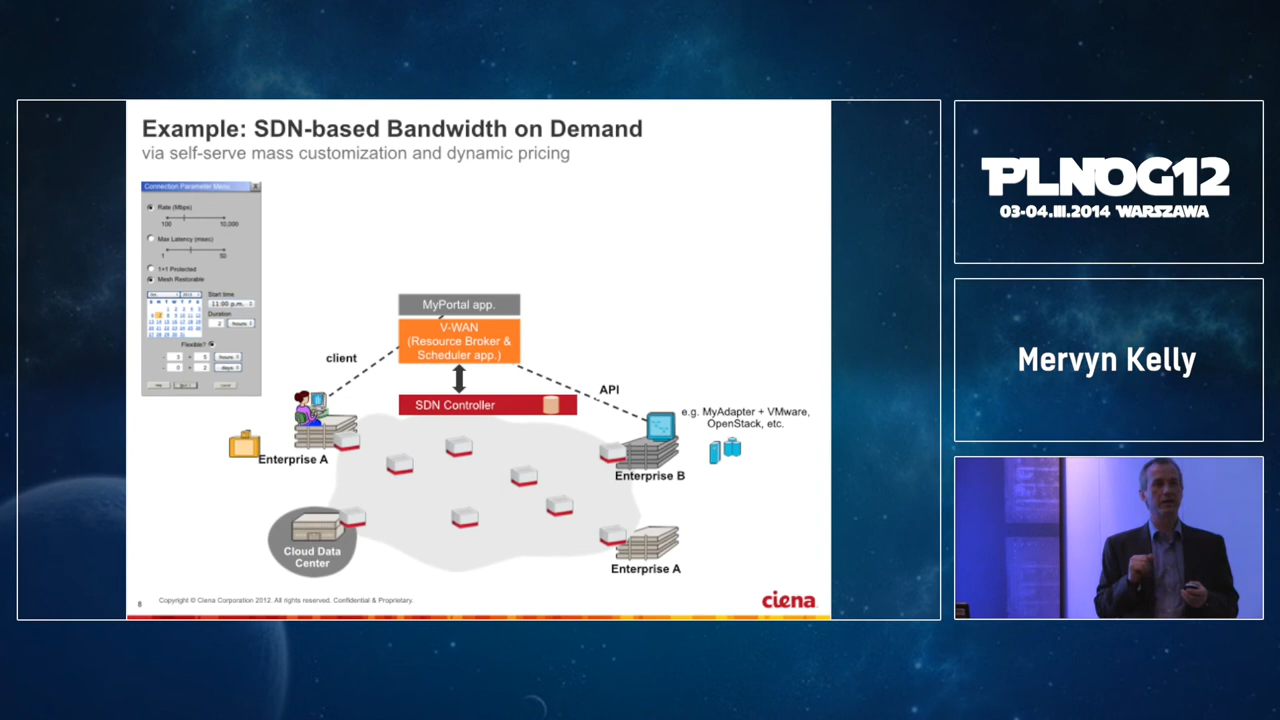 Example: SDN-based Bandwidth on Demand
via self-serve mass customization and dynamic pricing
Connection Parameter Menu
Rate (Mbps)
100 10,000
Max Latency (msec)
1 50
1+1 Protected
Mesh Restorable
Start time
11:00 p.m.
Duration
2 hours
Flexible?
- 3 + 5 hours
- 0 + 2 days
MyPortal app.
V-WAN
(Resource Broker &
Scheduler app.)
client
API
SDN Controller
e.g. MyAdapter + VMware,
OpenStack, etc.
Enterprise A
Enterprise B
Cloud Data
Center
Enterprise A
8
Copyright © Ciena Corporation 2012. All rights reserved. Confidential & Proprietary.
ciena
PLNOG12
03-04.III.2014 WARSZAWA
Mervyn Kelly